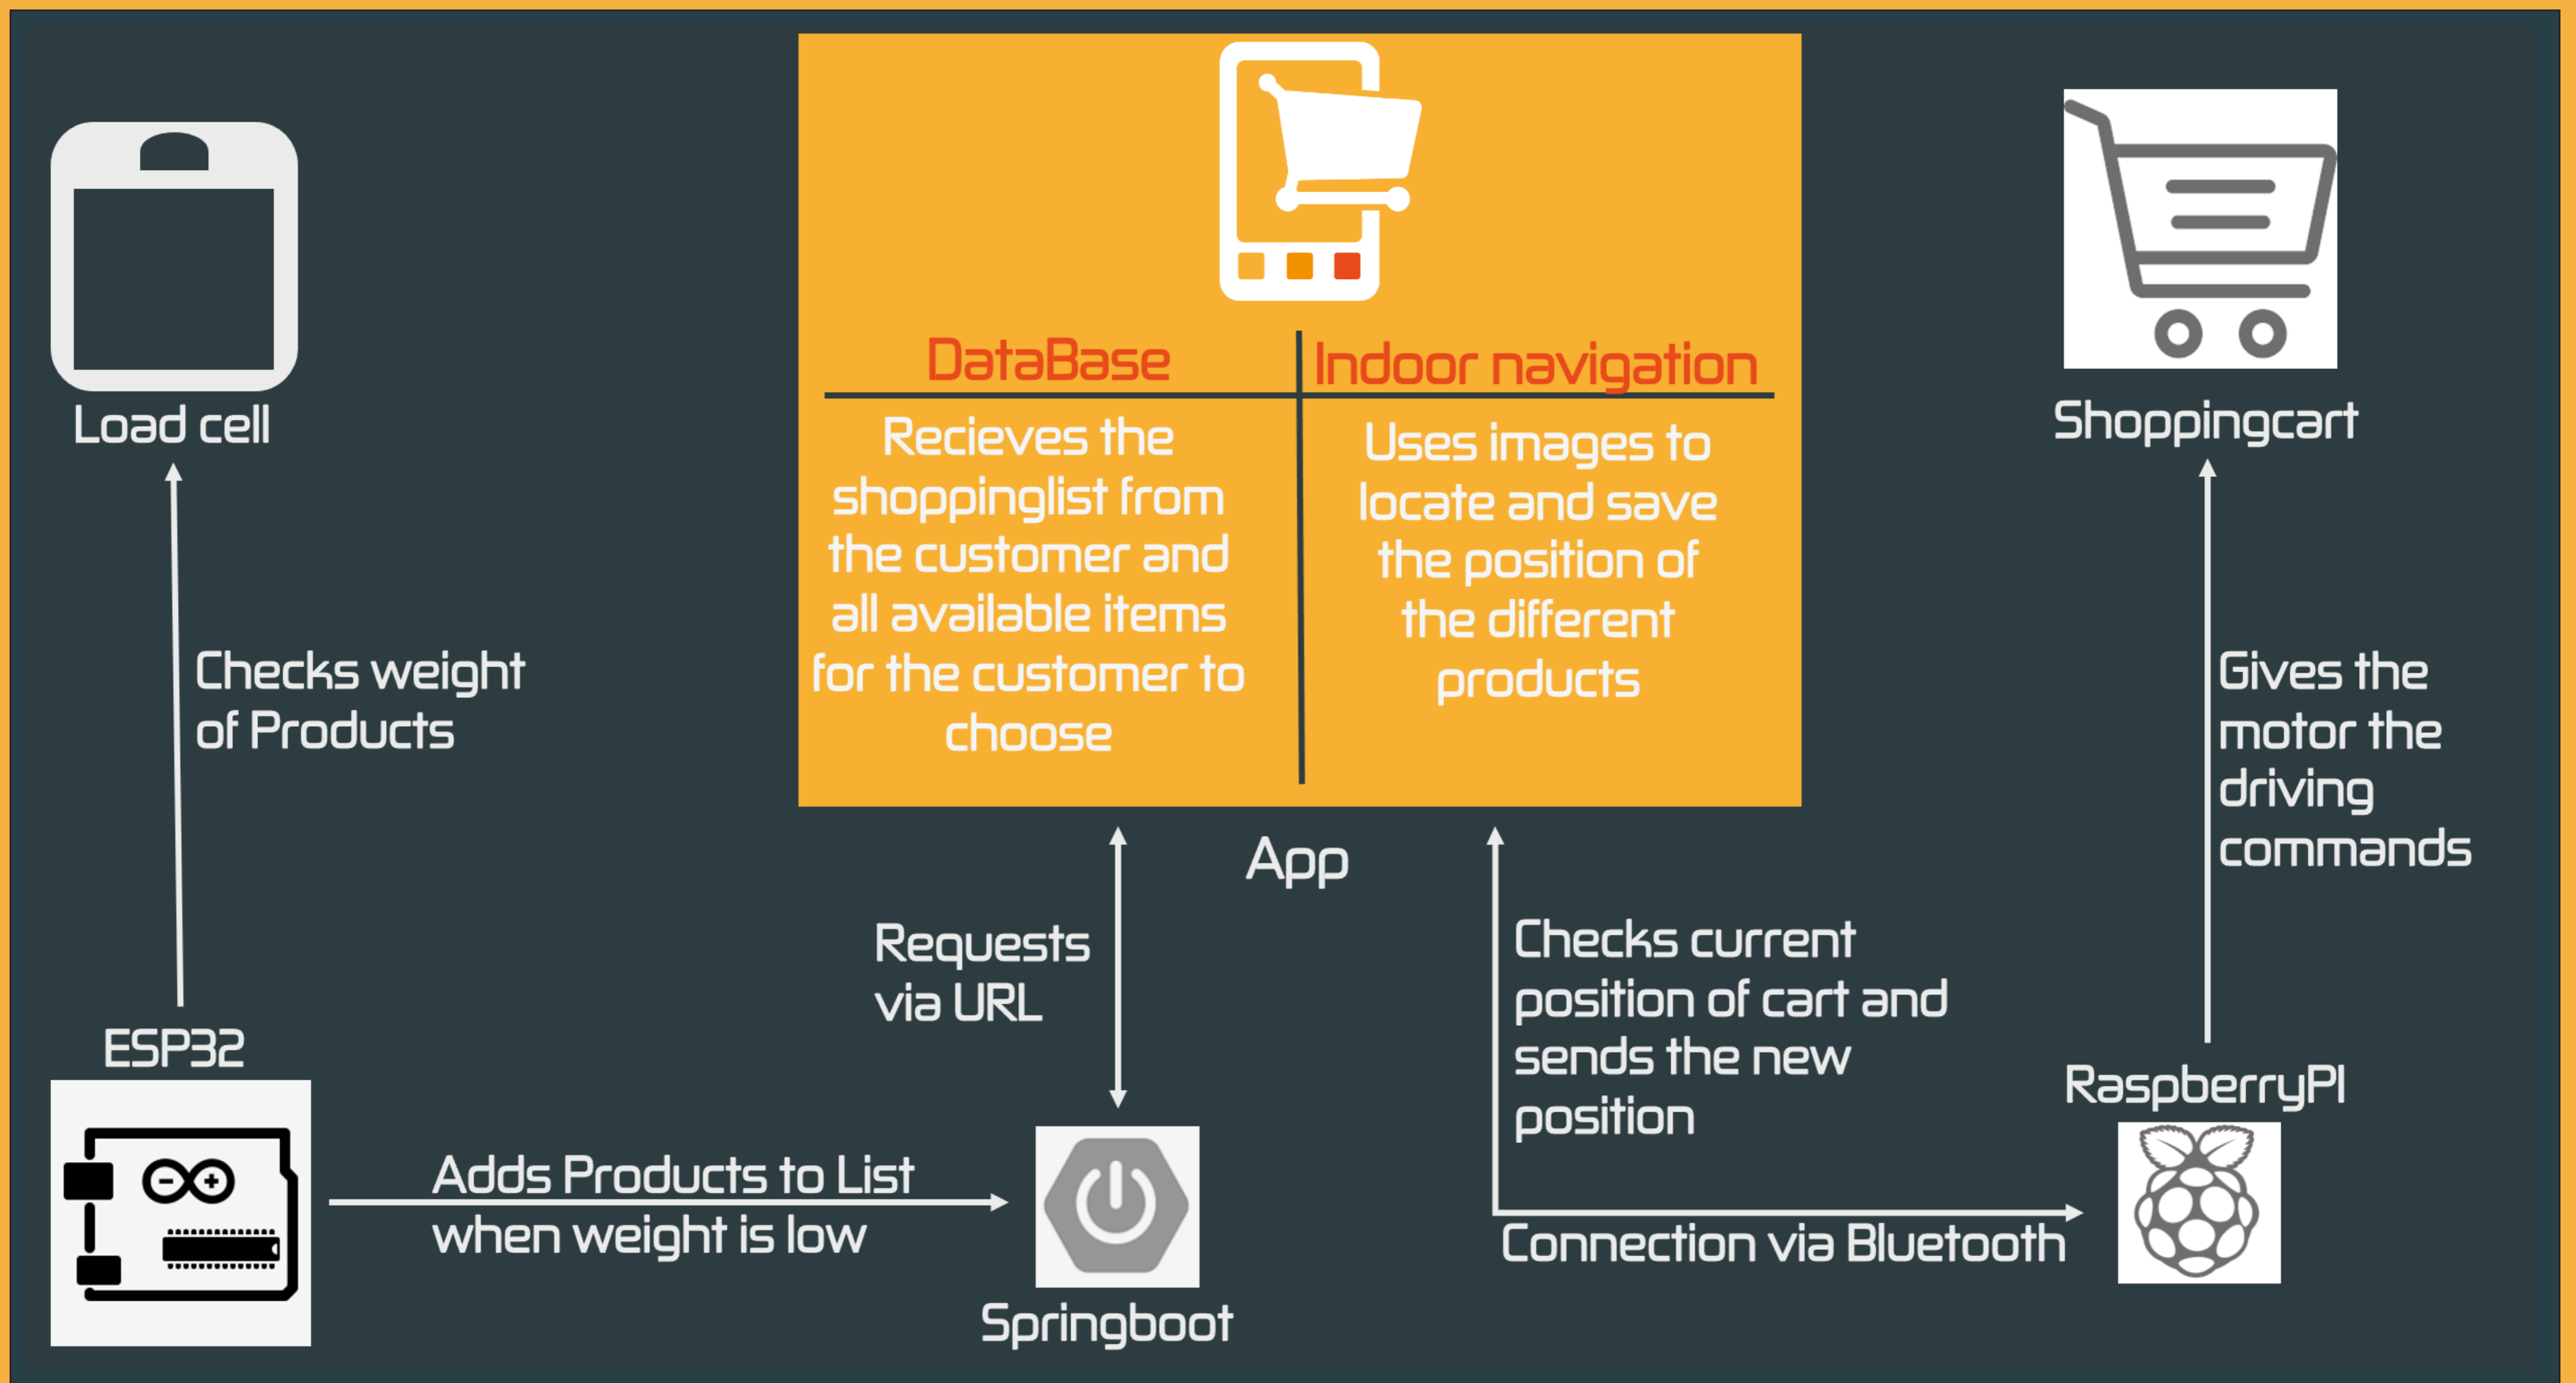 Load cell
Checks weight
of Products
ESP32
Adds Products to List
when weight is low
DataBase
Recieves the
shoppinglist from
the customer and
all available items
for the customer to
choose
Indoor navigation
Uses images to
locate and save
the position of
the different
products
App
Requests
via URL
Springboot
Checks current
position of cart and
sends the new
position
Connection via Bluetooth
Shoppingcart
Gives the
motor the
driving
commands
RaspberryPI